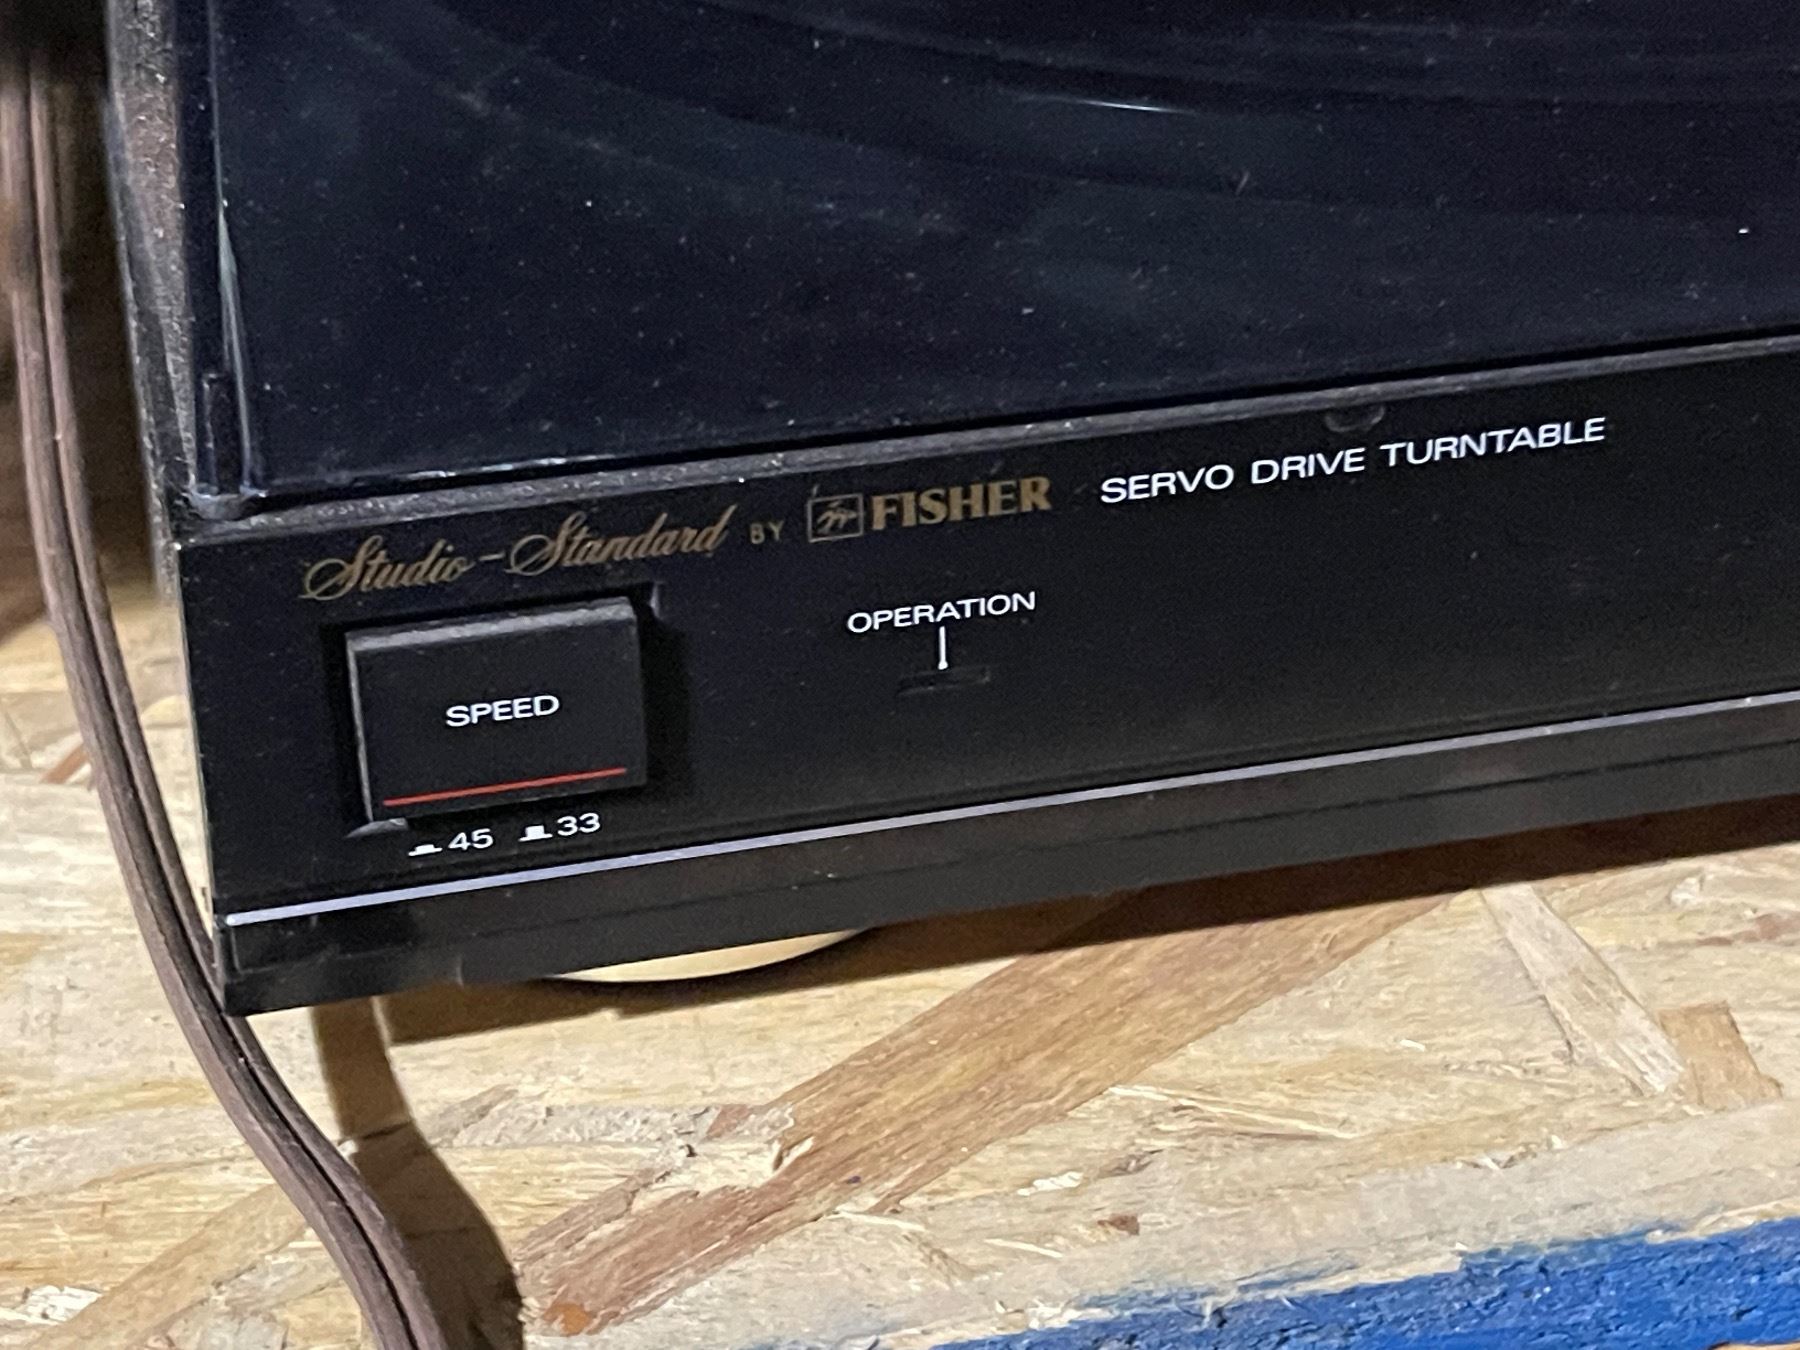 Studio-Standard BY FISHER SERVO DRIVE TURNTABLE
OPERATION
SPEED
45 33